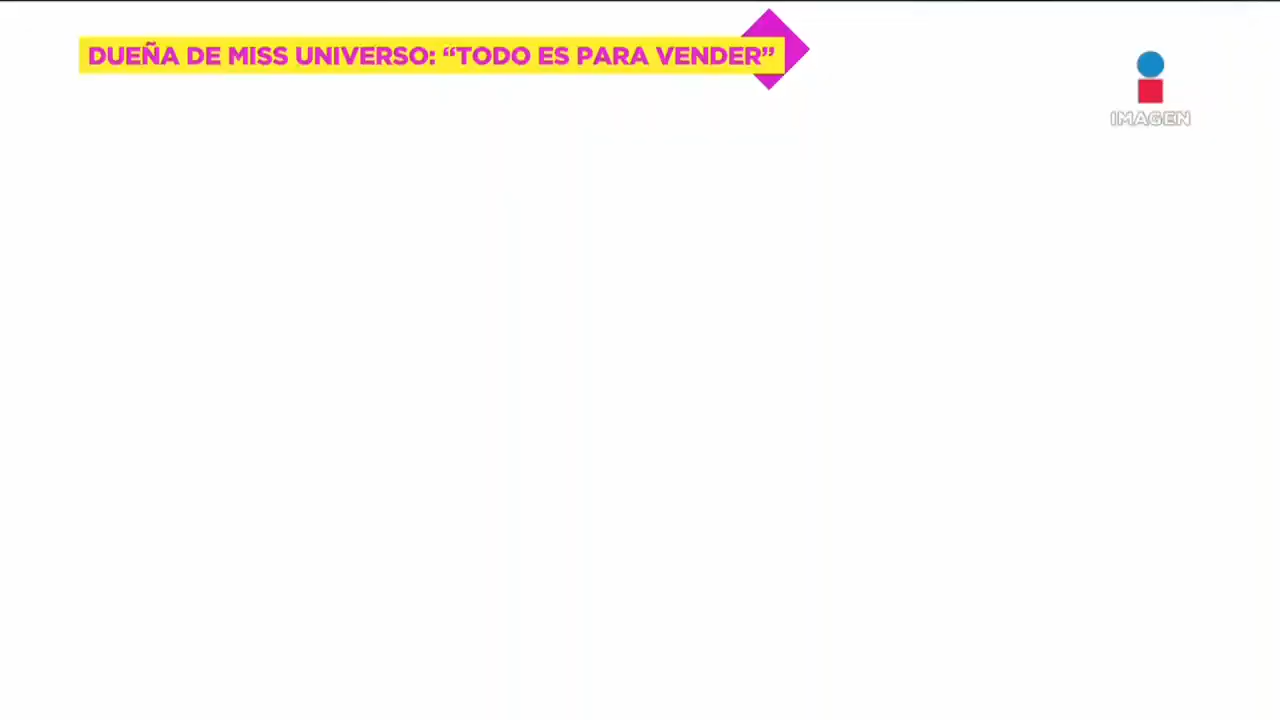 DUEÑA DE MISS UNIVERSO: “TODO ES PARA VENDER”
IMAGEN